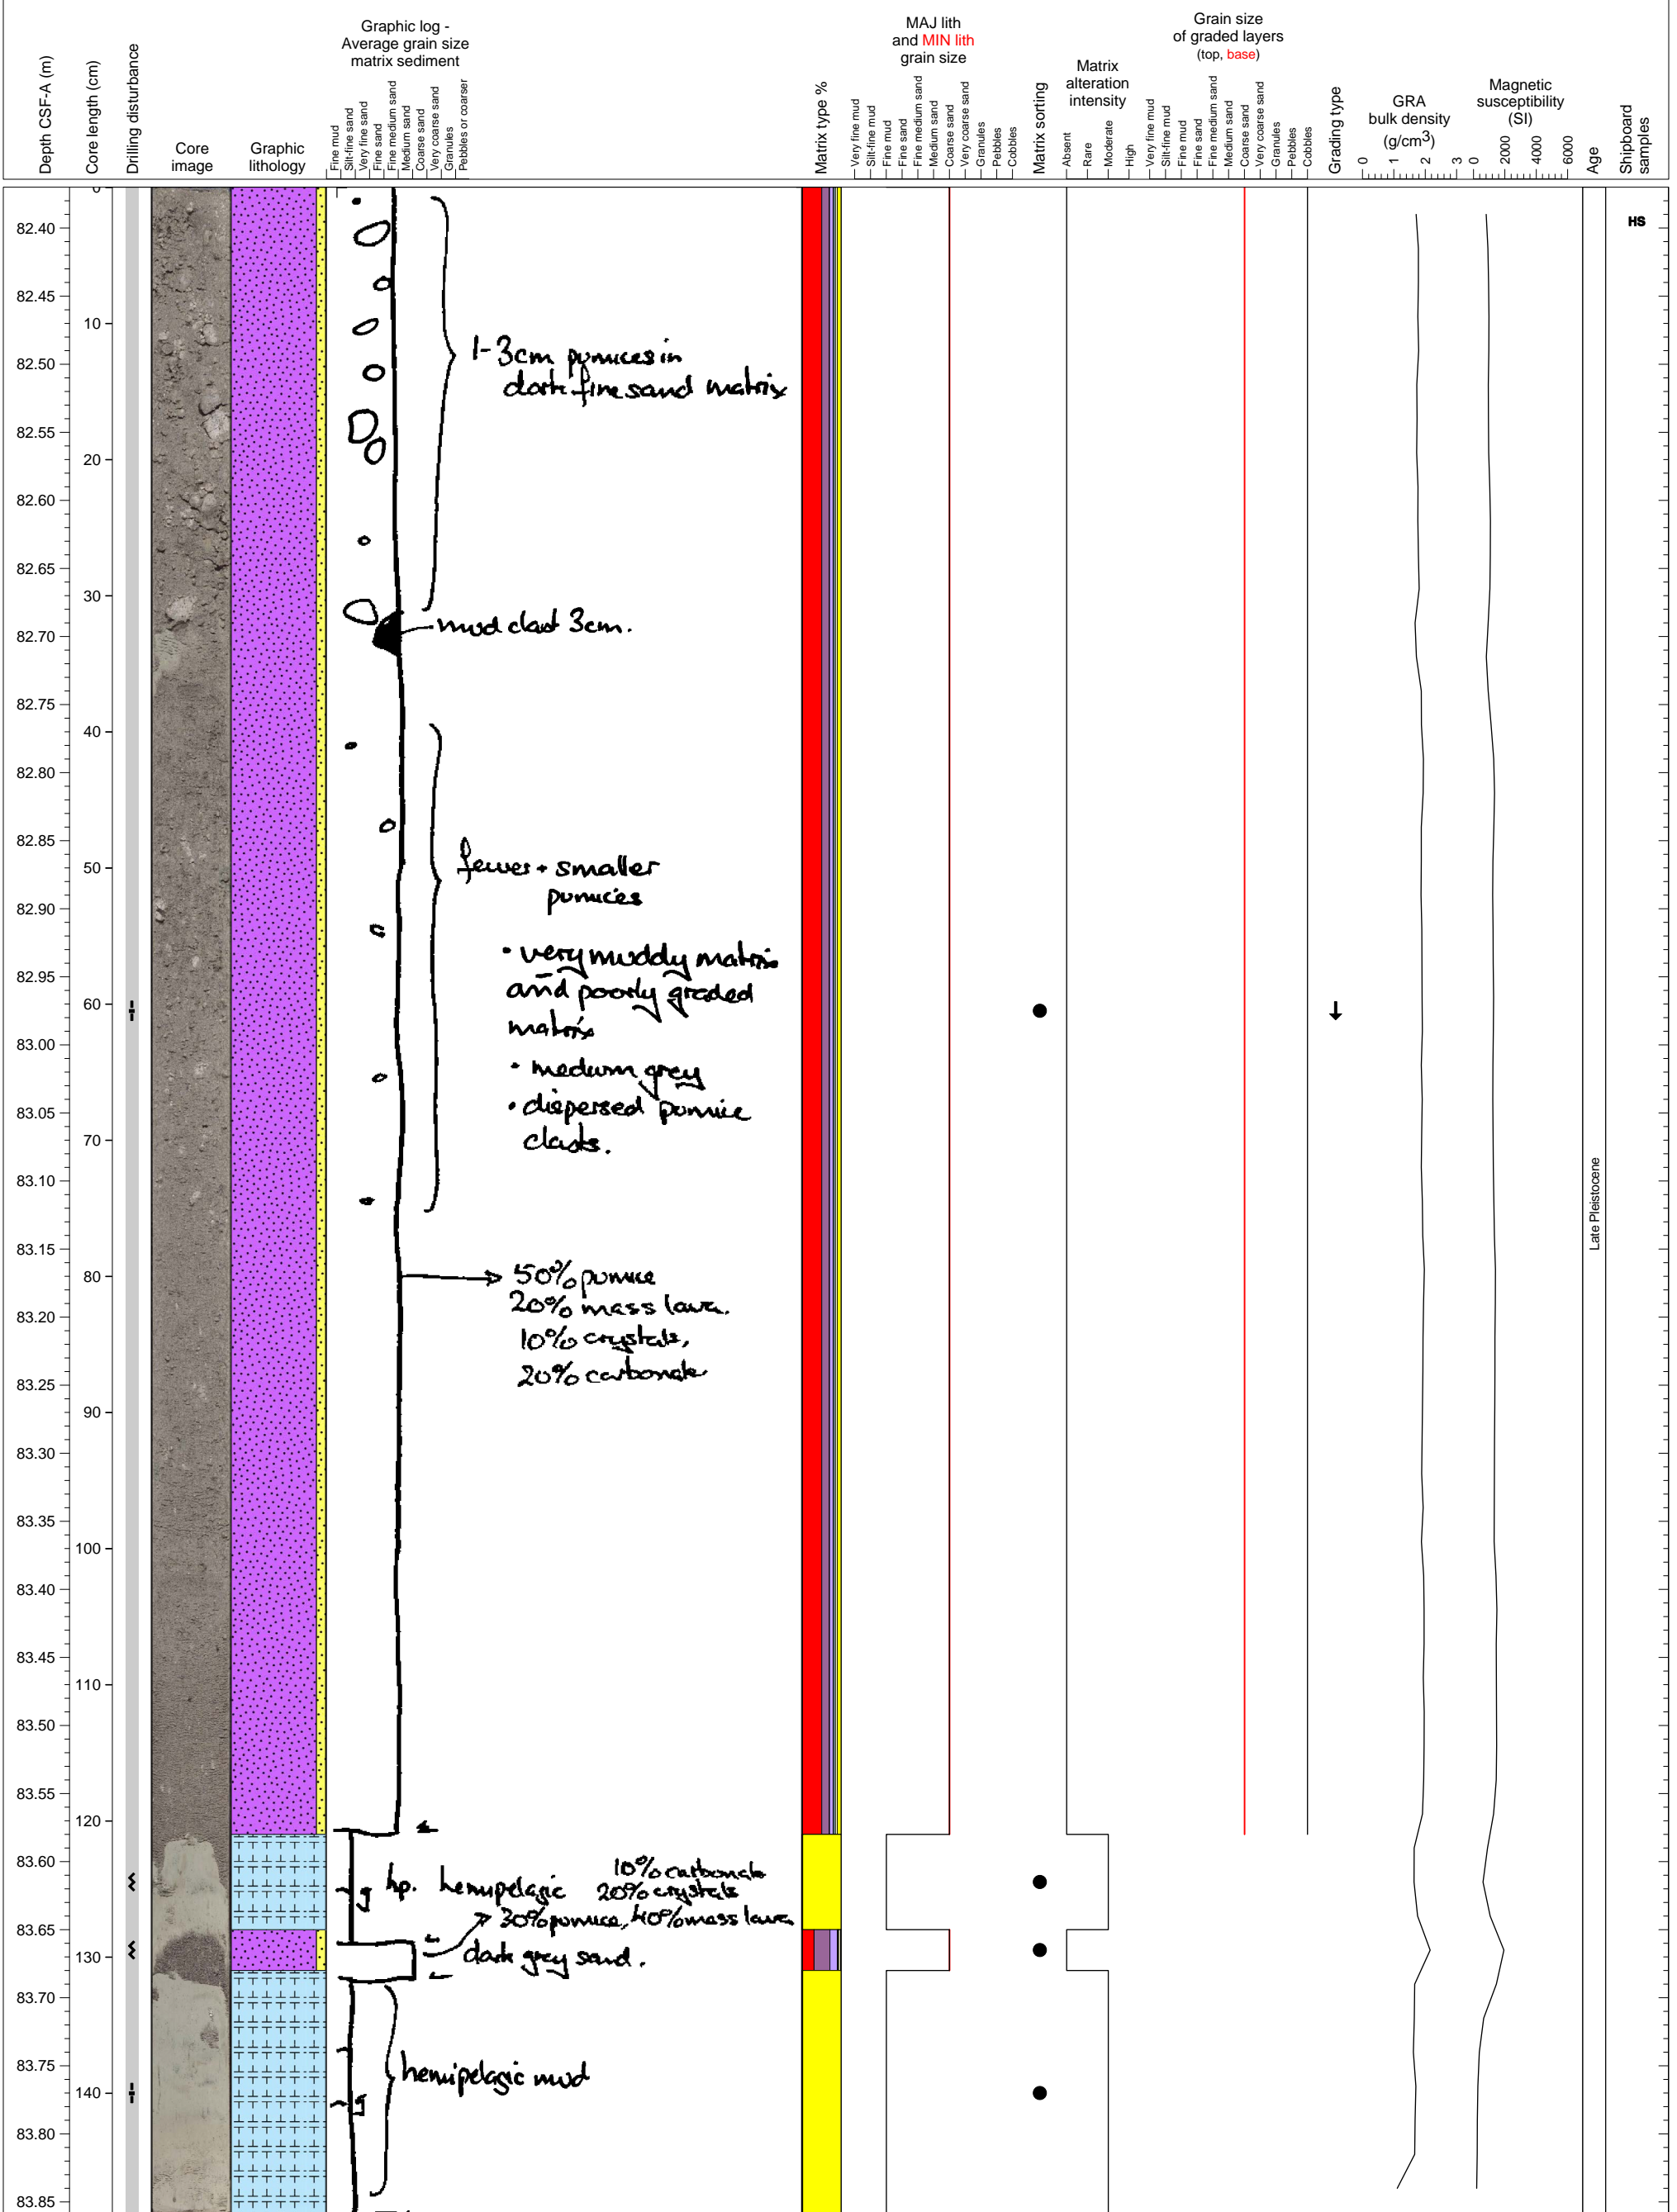 Depth CSF-A (m)
Core length (cm)
Drilling disturbance
Core
image
Graphic
lithology
Graphic log -
Average grain size
matrix sediment
Fine mud
Silt-fine sand
Very fine sand
Fine sand
Fine medium sand
Medium sand
Coarse sand
Very coarse sand
Granules
Pebbles or coarser
Matrix type %
MAJ lith
and MIN lith
grain size
Very fine mud
Silt-fine mud
Fine mud
Fine sand
Fine medium sand
Medium sand
Coarse sand
Very coarse sand
Granules
Pebbles
Cobbles
Matrix sorting
Matrix
alteration
intensity
Absent
Rare
Moderate
High
Grain size
of graded layers
(top, base)
Very fine mud
Silt-fine mud
Fine mud
Fine sand
Fine medium sand
Medium sand
Coarse sand
Very coarse sand
Granules
Pebbles
Cobbles
Grading type
GRA
bulk density
(g/cm3)
0 1 2 3
Magnetic
susceptibility
(SI)
0 2000 4000 6000
Age
Shipboard
samples
0
82.40
HS
82.45
10
82.50
1-3cm pumices in
dark fine sand matrix
82.55
20
82.60
82.65
30
82.70
mud clast 3cm.
82.75
40
82.80
82.85
50
fewer + smaller
pumices
82.90
• very muddy matrix
82.95
and poorly graded
60
matrix
83.00
• medium grey
83.05
• dispersed pumice
70
clasts.
83.10
Late Pleistocene
83.15
80
50% pumice
83.20
20% mass lava.
10% crystals,
83.25
20% carbonate
90
83.30
83.35
100
83.40
83.45
110
83.50
83.55
120
83.60
hp. hemipelagic
10% carbonate
20% crystals
30% pumice, 40% mass lava
83.65
130
dark grey sand.
83.70
83.75
hemipelagic mud
140
83.80
83.85